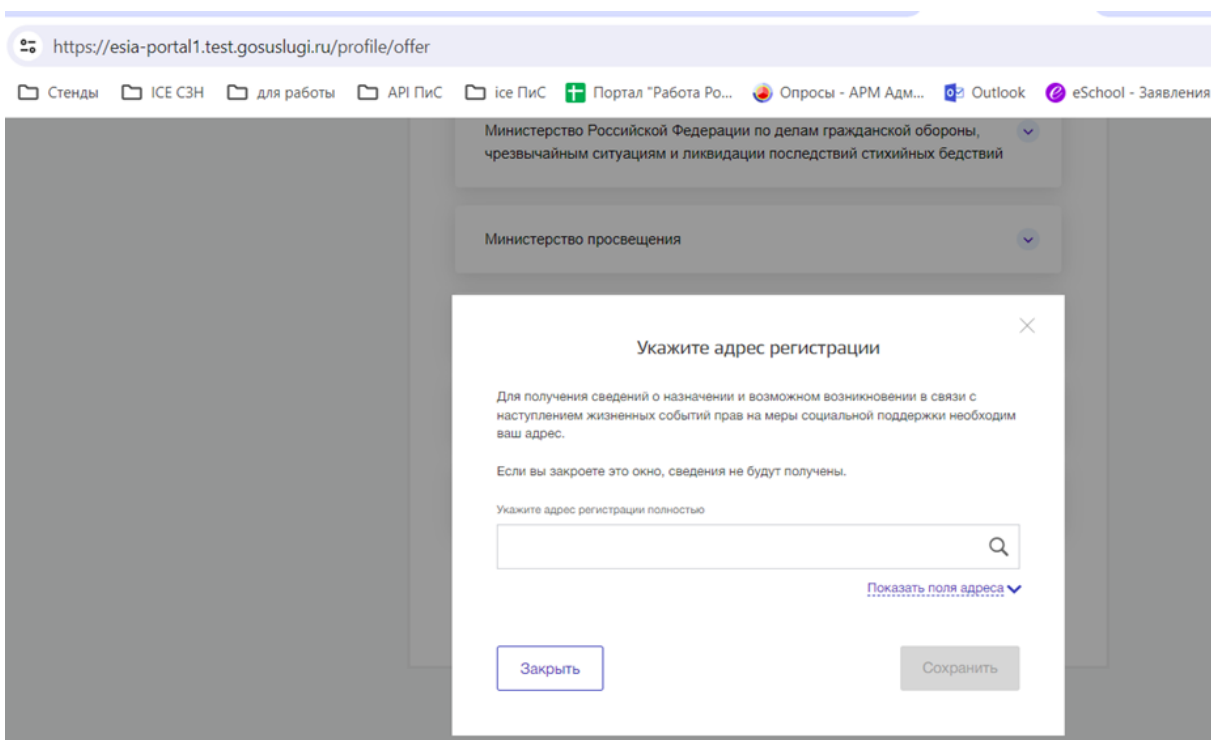 https://esia-portal1.test.gosuslugi.ru/profile/offer
Стенды ICE СЗН для работы API ПиС ice ПиС Портал "Работа Ро... Опросы - АРМ Адм... Outlook eSchool - Заявления
Министерство Российской Федерации по делам гражданской обороны,
чрезвычайным ситуациям и ликвидации последствий стихийных бедствий
Министерство просвещения
Укажите адрес регистрации
Для получения сведений о назначении и возможном возникновении в связи с
наступлением жизненных событий прав на меры социальной поддержки необходим
ваш адрес.
Если вы закроете это окно, сведения не будут получены.
Укажите адрес регистрации полностью
Показать поля адреса
Закрыть Сохранить